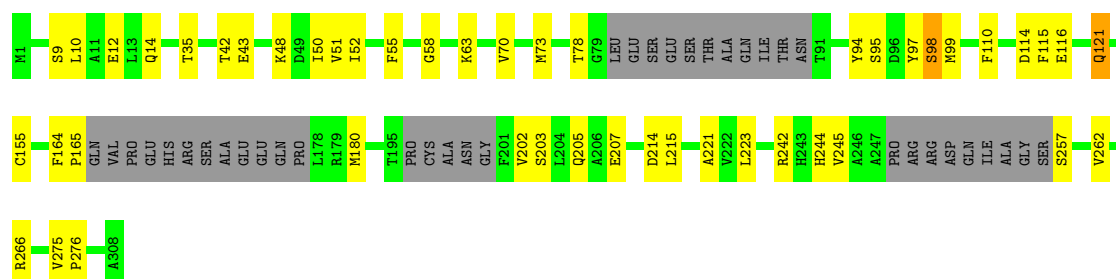 M1 S9 L10 A11 E12 L13 Q14 T35 T42 E43 K48 D49 I50 V51 I52 F55 G58 K63 V70 M73 T78 G79 LEU GLU SER GLU SER THR ALA GLN ILE THR ASN T91 Y94 S95 D96 Y97 S98 M99 F110 D114 F115 E116 Q121
C155 F164 P165 GLN VAL PRO GLU HIS ARG SER ALA GLU GLU GLN PRO L178 R179 M180 T195 PRO CYS ALA ASN GLY F201 V202 S203 L204 Q205 A206 E207 D214 L215 A221 V222 L223 R242 H243 H244 V245 A246 A247 PRO ARG ARG ASP GLN ILE ALA GLY SER S257 V262
R266 V275 P276 A308